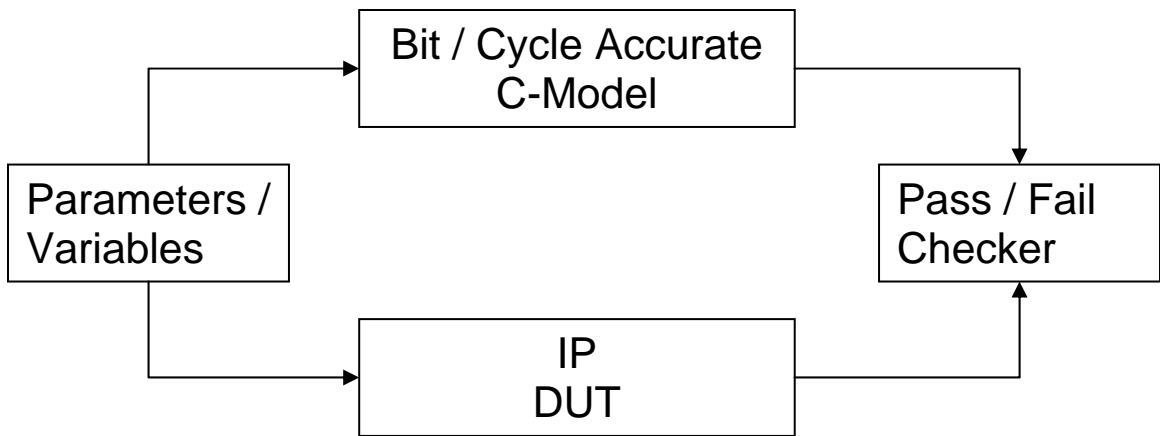 Bit / Cycle Accurate
C-Model
Parameters /
Variables
Pass / Fail
Checker
IP
DUT